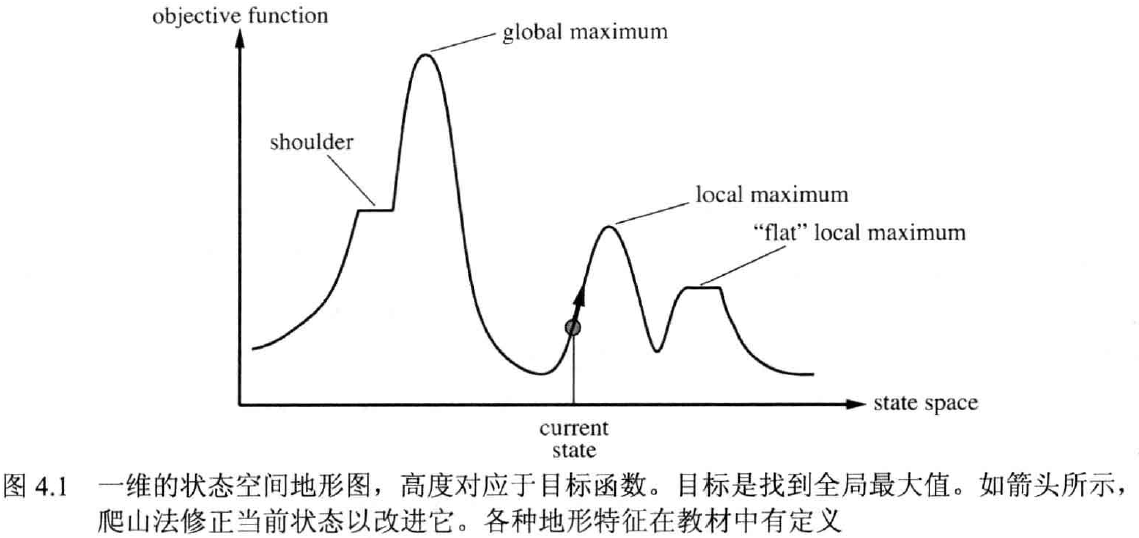 objective function
global maximum
shoulder
local maximum
“flat” local maximum
state space
current
state
图 4.1 一维的状态空间地形图，高度对应于目标函数。目标是找到全局最大值。如箭头所示，
爬山法修正当前状态以改进它。各种地形特征在教材中有定义